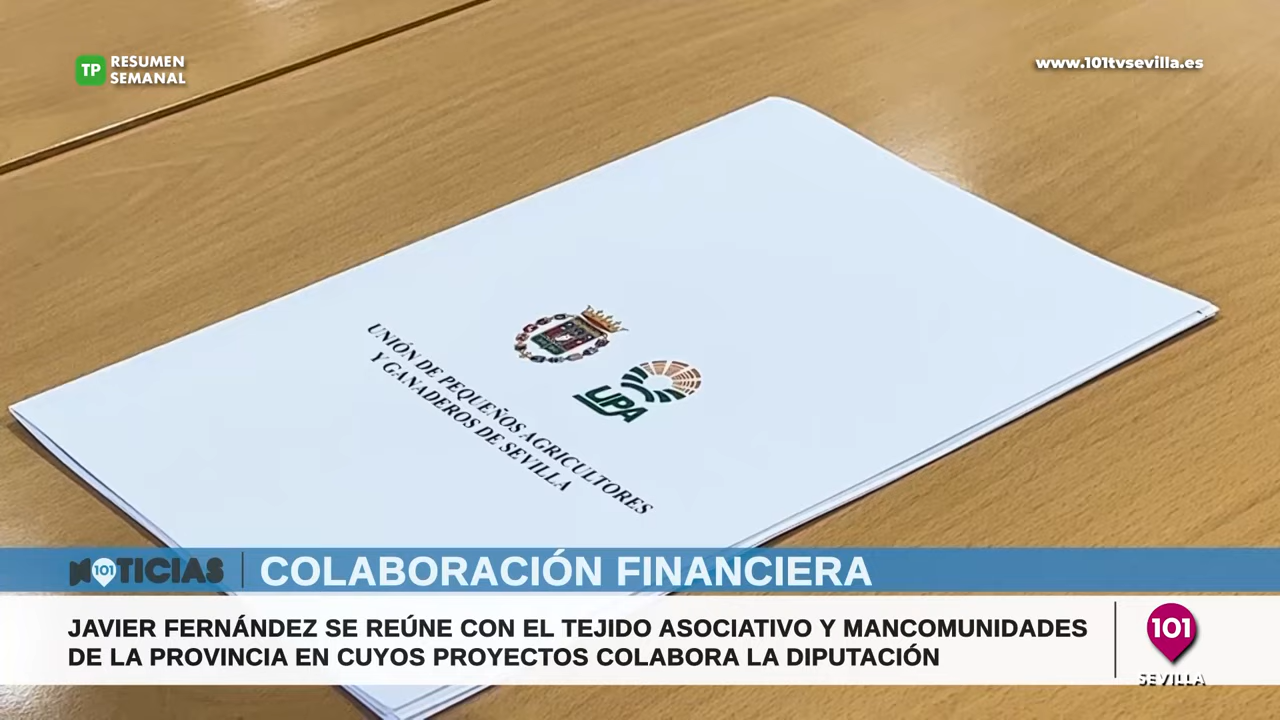 TP RESUMEN
SEMANAL
www.101tvsevilla.es
UPA
UNIÓN DE PEQUEÑOS AGRICULTORES
Y GANADEROS DE SEVILLA
NOTICIAS 101
COLABORACIÓN FINANCIERA
JAVIER FERNÁNDEZ SE REÚNE CON EL TEJIDO ASOCIATIVO Y MANCOMUNIDADES
DE LA PROVINCIA EN CUYOS PROYECTOS COLABORA LA DIPUTACIÓN
101
SEVILLA